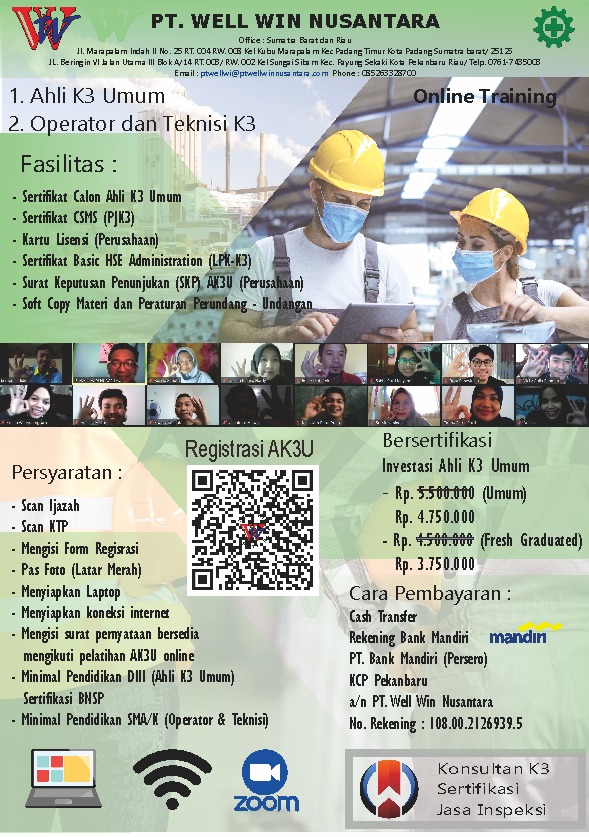 PT. WELL WIN NUSANTARA
Office : Sumatera Barat dan Riau
Jl. Marapalam Indah II No. 25 RT. 004 RW. 008 Kel Kubu Marapalam Kec Padang Timur Kota Padang Sumatra barat/ 25125
JL. Beringin VI Jalan Utama III Blok A/14 RT.003/ RW. 002 Kel Sungai Sibam Kec. Payung Sekaki Kota Pekanbaru Riau/ Telp. 0761-7435003
Email : ptwellwi@ptwellwinnusantara.com Phone : 085263328700
1. Ahli K3 Umum
2. Operator dan Teknisi K3
Online Training
Fasilitas :
- Sertifikat Calon Ahli K3 Umum
- Sertifikat CSMS (PJK3)
- Kartu Lisensi (Perusahaan)
- Sertifikat Basic HSE Administration (LPK-K3)
- Surat Keputusan Penunjukan (SKP) AK3U (Perusahaan)
- Soft Copy Materi dan Peraturan Perundang - Undangan
Registrasi AK3U
Persyaratan :
- Scan Ijazah
- Scan KTP
- Mengisi Form Regisrasi
- Pas Foto (Latar Merah)
- Menyiapkan Laptop
- Menyiapkan koneksi internet
- Mengisi surat pernyataan bersedia
mengikuti pelatihan AK3U online
- Minimal Pendidikan DIII (Ahli K3 Umum)
Sertifikasi BNSP
- Minimal Pendidikan SMA/K (Operator & Teknisi)
Bersertifikasi
Investasi Ahli K3 Umum
- Rp. 5.500.000 (Umum)
Rp. 4.750.000
- Rp. 4.500.000 (Fresh Graduated)
Rp. 3.750.000
Cara Pembayaran :
Cash Transfer
Rekening Bank Mandiri
mandiri
PT. Bank Mandiri (Persero)
KCP Pekanbaru
a/n PT. Well Win Nusantara
No. Rekening : 108.00.2126939.5
zoom
Konsultan K3
Sertifikasi
Jasa Inspeksi